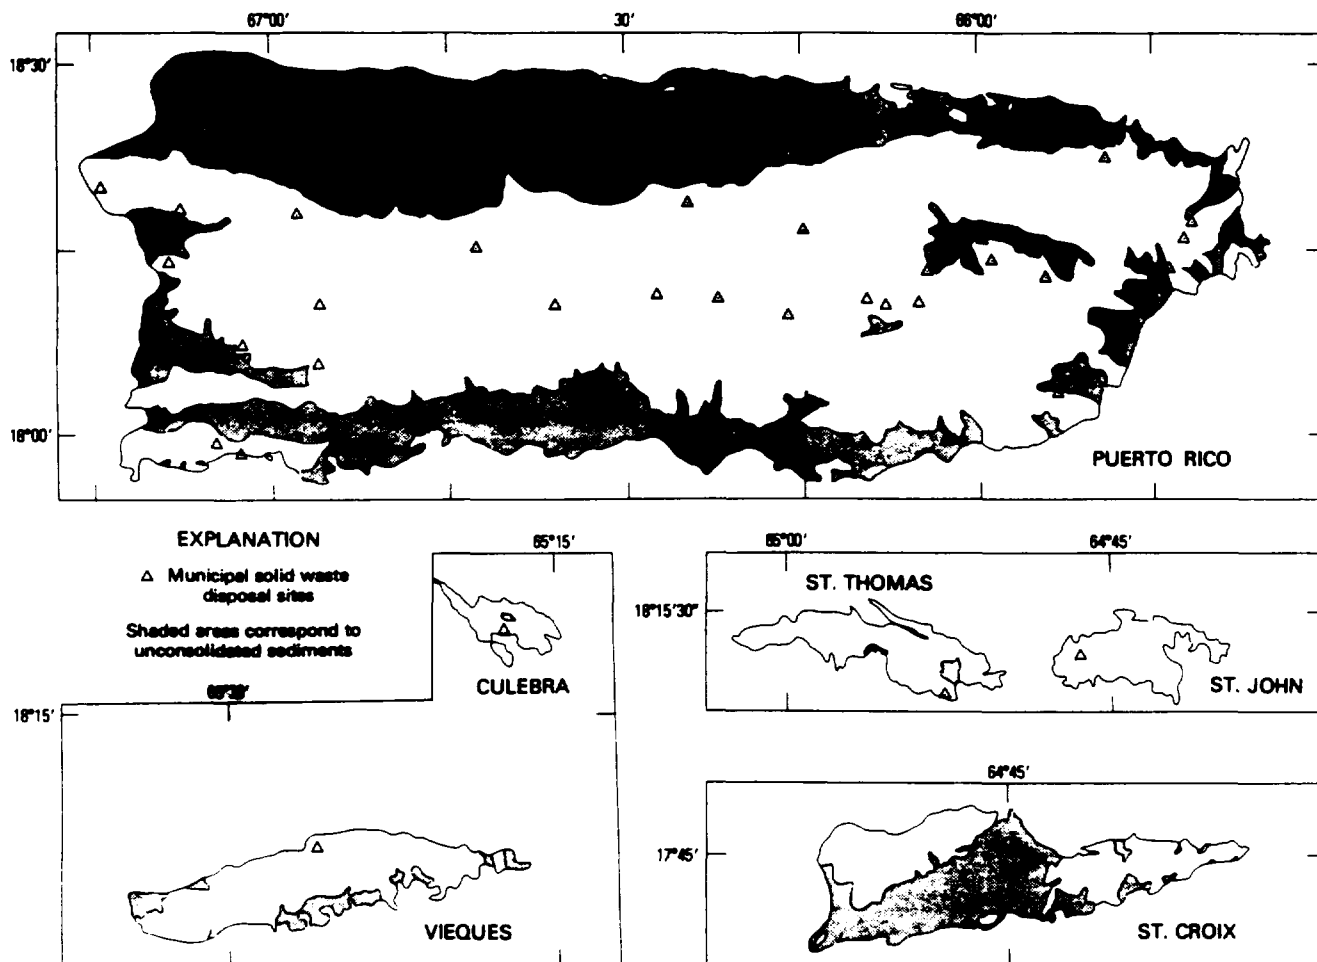 67°00′ 30′ 66°00′
18°30′
18°00′
PUERTO RICO
EXPLANATION
△ Municipal solid waste
disposal sites
Shaded areas correspond to
unconsolidated sediments
65°15′
CULEBRA
65°00′ 64°45′
ST. THOMAS
18°15′30″
ST. JOHN
18°15′
VIEQUES
64°45′
17°45′
ST. CROIX